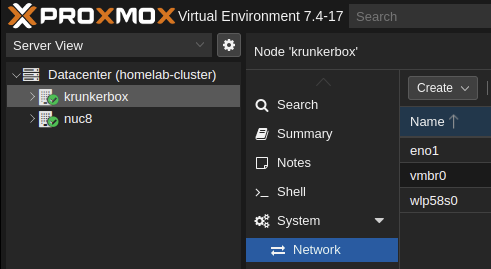 PROXMOX Virtual Environment 7.4-17 Search
Server View
Datacenter (homelab-cluster)
krunkerbox
nuc8
Node 'krunkerbox'
Search
Summary
Notes
Shell
System
Network
Create
Name
eno1
vmbr0
wlp58s0